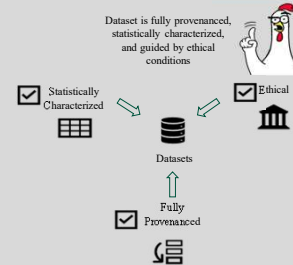 Dataset is fully provenanced,
statistically characterized,
and guided by ethical
conditions
Statistically
Characterized
Ethical
Datasets
Fully
Provenanced